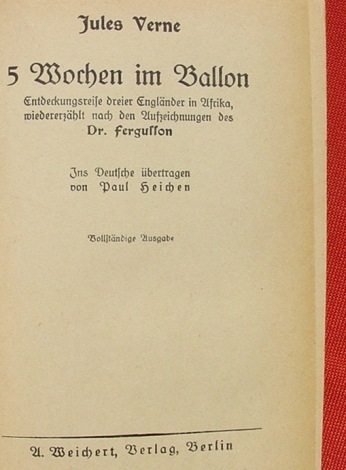 Jules Verne
5 Wochen im Ballon
Entdeckungsreise dreier Engländer in Afrika,
wiedererzählt nach den Aufzeichnungen des
Dr. Fergusson
Ins Deutsche übertragen
von Paul Heichen
Vollständige Ausgabe
A. Weichert, Verlag, Berlin